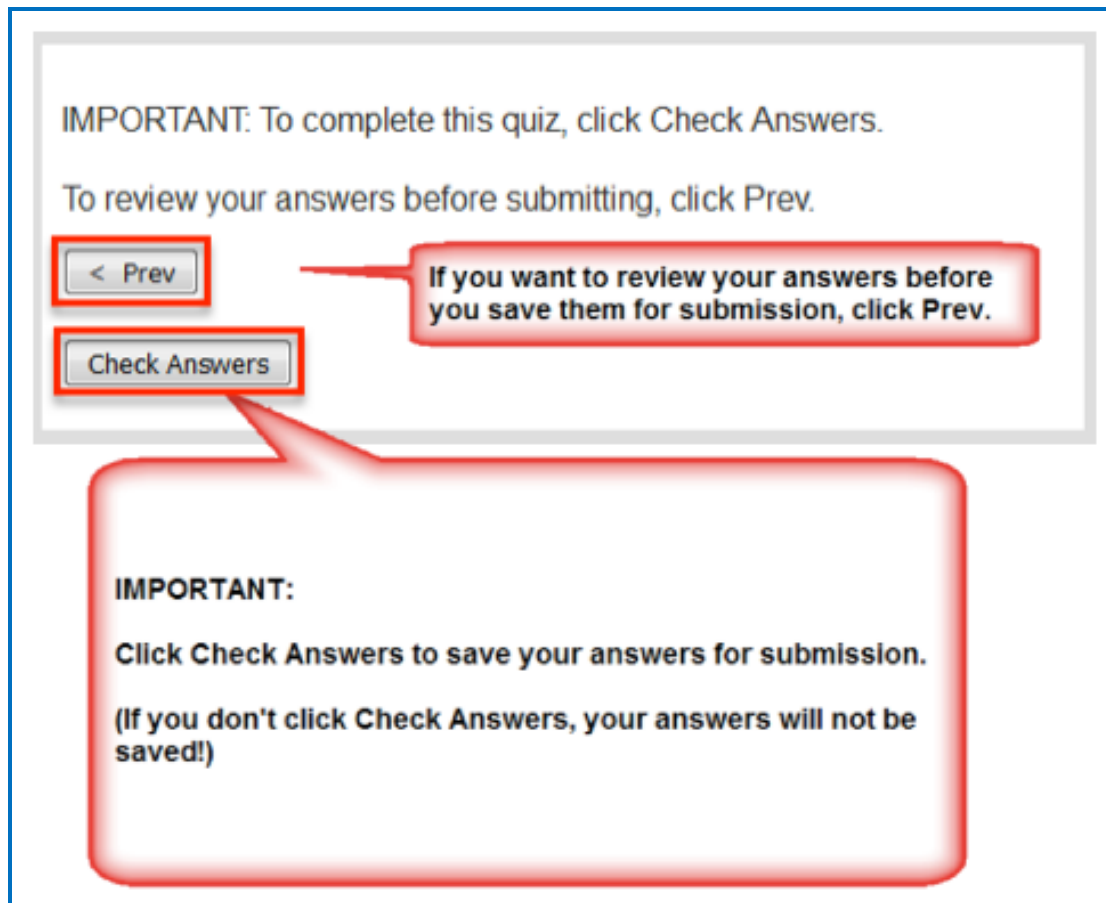 IMPORTANT: To complete this quiz, click Check Answers.
To review your answers before submitting, click Prev.
< Prev
If you want to review your answers before
you save them for submission, click Prev.
Check Answers
IMPORTANT:
Click Check Answers to save your answers for submission.
(If you don't click Check Answers, your answers will not be
saved!)